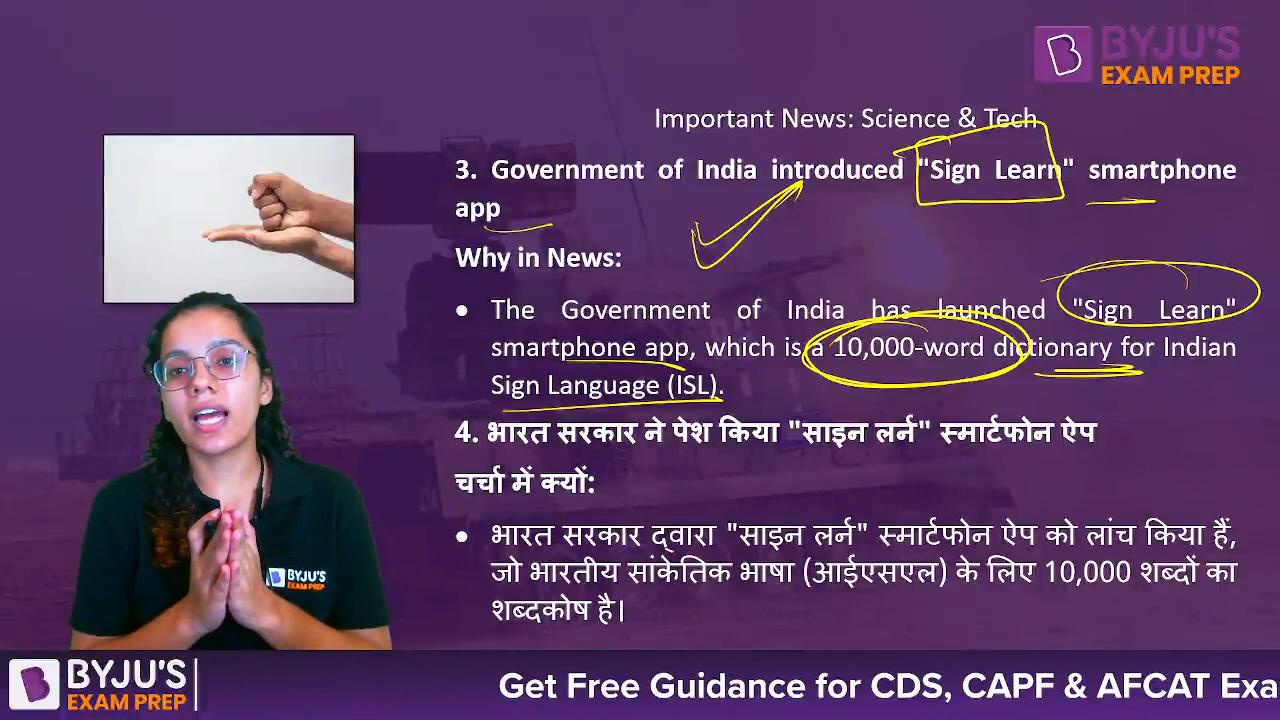 BYJU'S
EXAM PREP
Important News: Science & Tech
3. Government of India introduced "Sign Learn" smartphone
app
Why in News:
• The Government of India has launched "Sign Learn"
smartphone app, which is a 10,000-word dictionary for Indian
Sign Language (ISL).
4. भारत सरकार ने पेश किया "साइन लर्न" स्मार्टफोन ऐप
चर्चा में क्यों:
• भारत सरकार द्वारा "साइन लर्न" स्मार्टफोन ऐप को लांच किया हैं,
जो भारतीय सांकेतिक भाषा (आईएसएल) के लिए 10,000 शब्दों का
शब्दकोष है।
BYJU'S
EXAM PREP
BYJU'S
EXAM PREP
Get Free Guidance for CDS, CAPF & AFCAT Exa